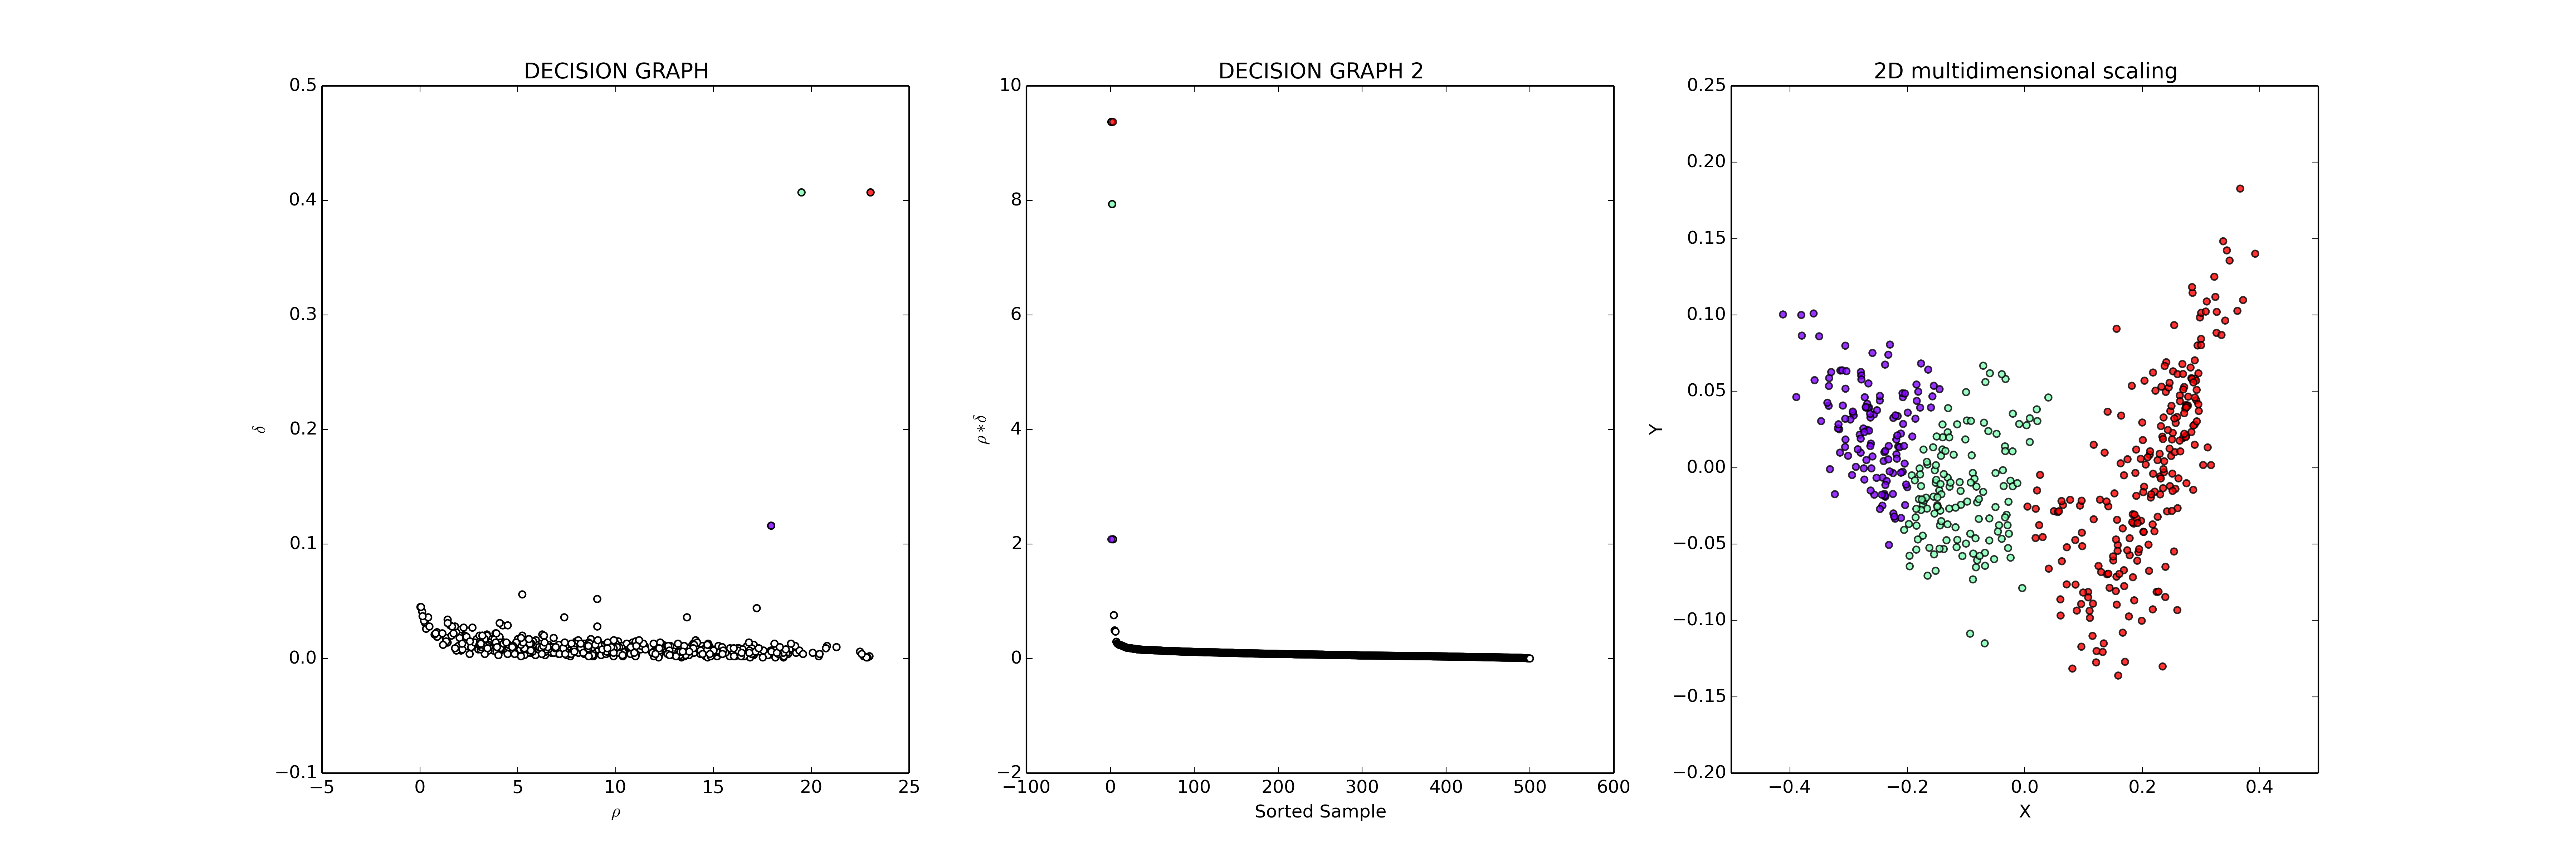 DECISION GRAPH
0.5
0.4
0.3
0.2
0.1
0.0
−0.1
δ
−5 0 5 10 15 20 25
ρ
DECISION GRAPH 2
10
8
6
4
2
0
−2
ρ∗δ
−100 0 100 200 300 400 500 600
Sorted Sample
2D multidimensional scaling
0.25
0.20
0.15
0.10
0.05
0.00
−0.05
−0.10
−0.15
−0.20
Y
−0.4 −0.2 0.0 0.2 0.4
X